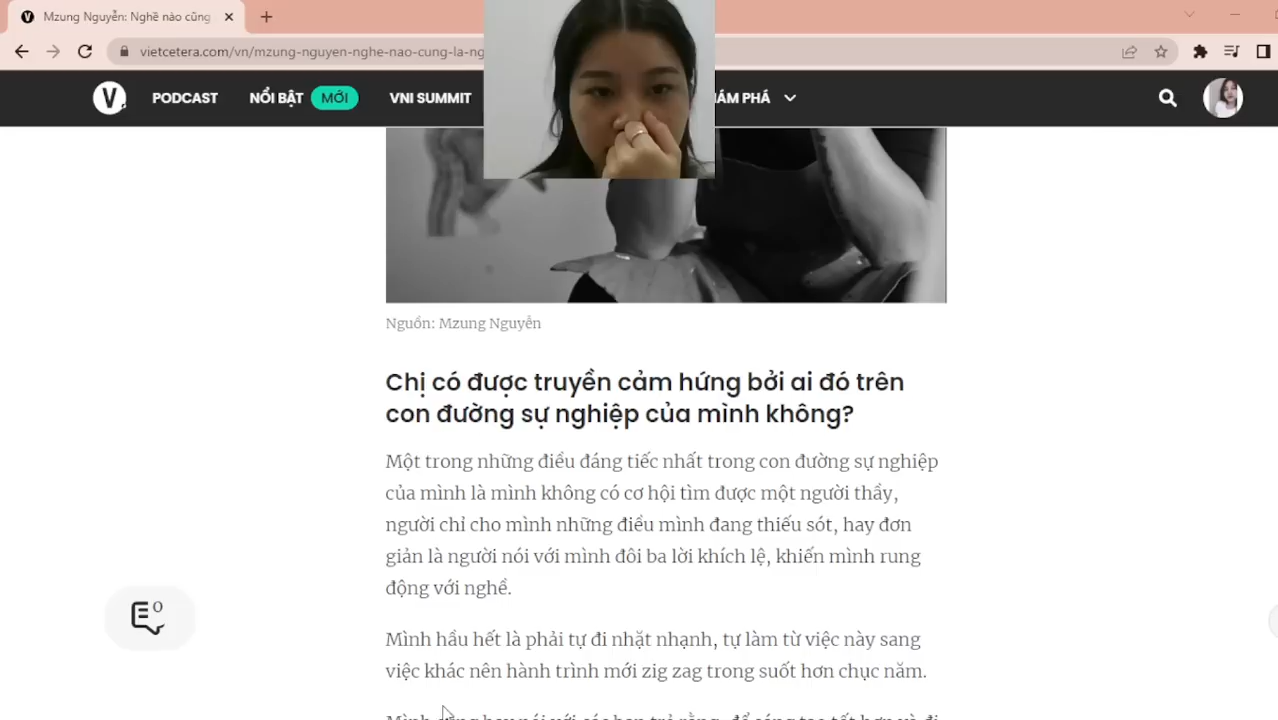 Mzung Nguyễn: Nghề nào cũng
vietcetera.com/vn/mzung-nguyen-nghe-nao-cung-la-ng
V. PODCAST NỔI BẬT MỚI VNI SUMMIT ÁM PHÁ
Nguồn: Mzung Nguyễn
Chị có được truyền cảm hứng bởi ai đó trên
con đường sự nghiệp của mình không?
Một trong những điều đáng tiếc nhất trong con đường sự nghiệp
của mình là mình không có cơ hội tìm được một người thầy,
người chỉ cho mình những điều mình đang thiếu sót, hay đơn
giản là người nói với mình đôi ba lời khích lệ, khiến mình rung
động với nghề.
0
Mình hầu hết là phải tự đi nhặt nhạnh, tự làm từ việc này sang
việc khác nên hành trình mới zig zag trong suốt hơn chục năm.